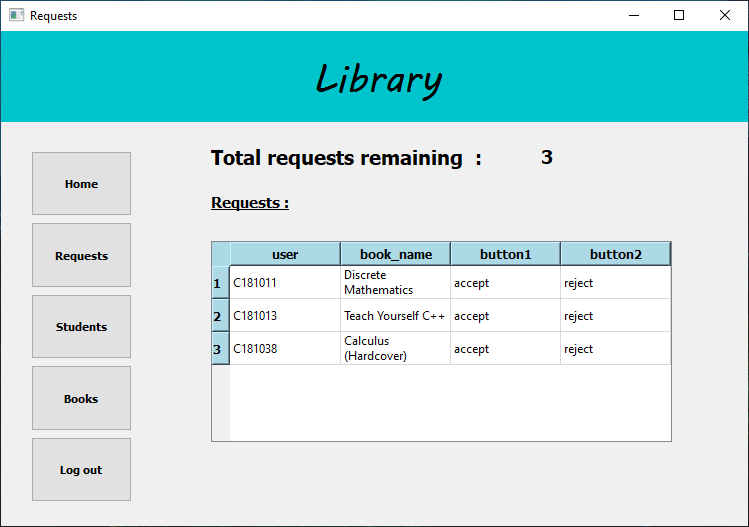 Requests
Library
Total requests remaining : 3
Home
Requests :
Requests
user book_name button1 button2
1 C181011 Discrete Mathematics accept reject
2 C181013 Teach Yourself C++ accept reject
3 C181038 Calculus (Hardcover) accept reject
Students
Books
Log out